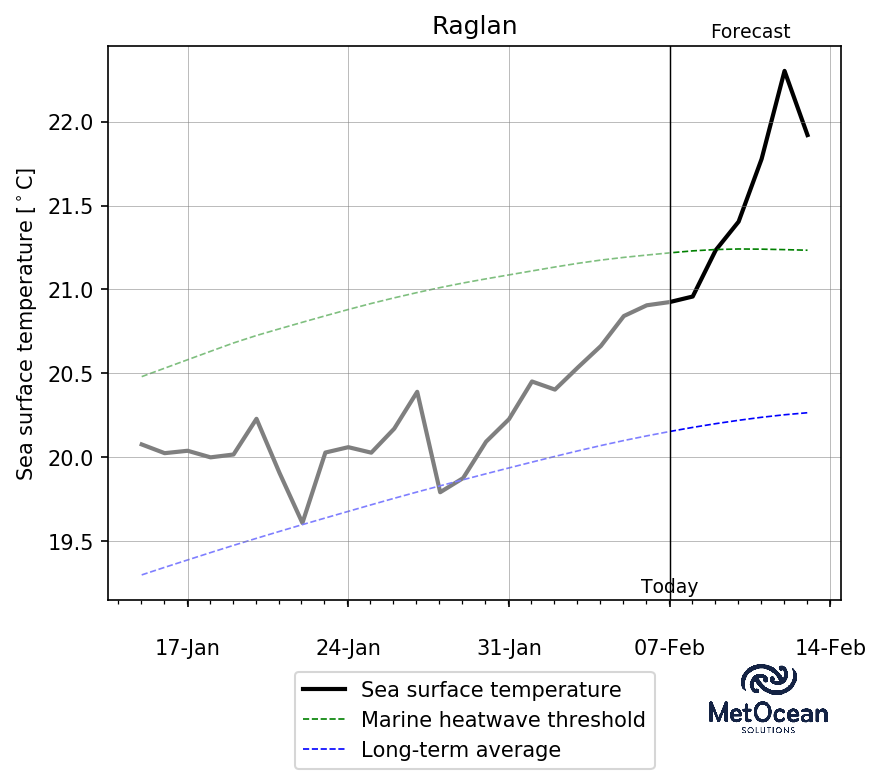 Raglan
Forecast
Sea surface temperature [°C]
22.0
21.5
21.0
20.5
20.0
19.5
Today
17-Jan
24-Jan
31-Jan
07-Feb
14-Feb
Sea surface temperature
Marine heatwave threshold
Long-term average
MetOcean
SOLUTIONS